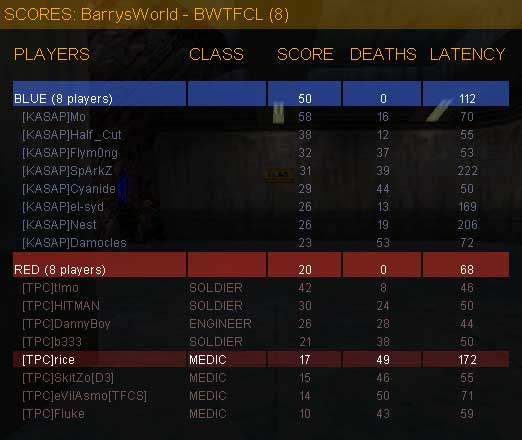 SCORES: BarrysWorld - BWTFCL (8)
PLAYERS CLASS SCORE DEATHS LATENCY
BLUE (8 players) 50 0 112
[KASAP]Mo 58 16 70
[KASAP]Half_Cut 38 12 55
[KASAP]Flym0ng 32 37 53
[KASAP]SpArkZ 31 39 222
[KASAP]Cyanide 29 44 50
[KASAP]el-syd 26 13 169
[KASAP]Nest 26 19 206
[KASAP]Damocles 23 53 72
RED (8 players) 20 0 68
[TPC]t!mo SOLDIER 42 8 46
[TPC]HITMAN SOLDIER 30 24 50
[TPC]DannyBoy ENGINEER 26 28 44
[TPC]b333 SOLDIER 21 38 50
[TPC]rice MEDIC 17 49 172
[TPC]SkitZo[D3] MEDIC 15 46 55
[TPC]eVilAsmo[TFCS] MEDIC 14 50 71
[TPC]Fluke MEDIC 10 43 59